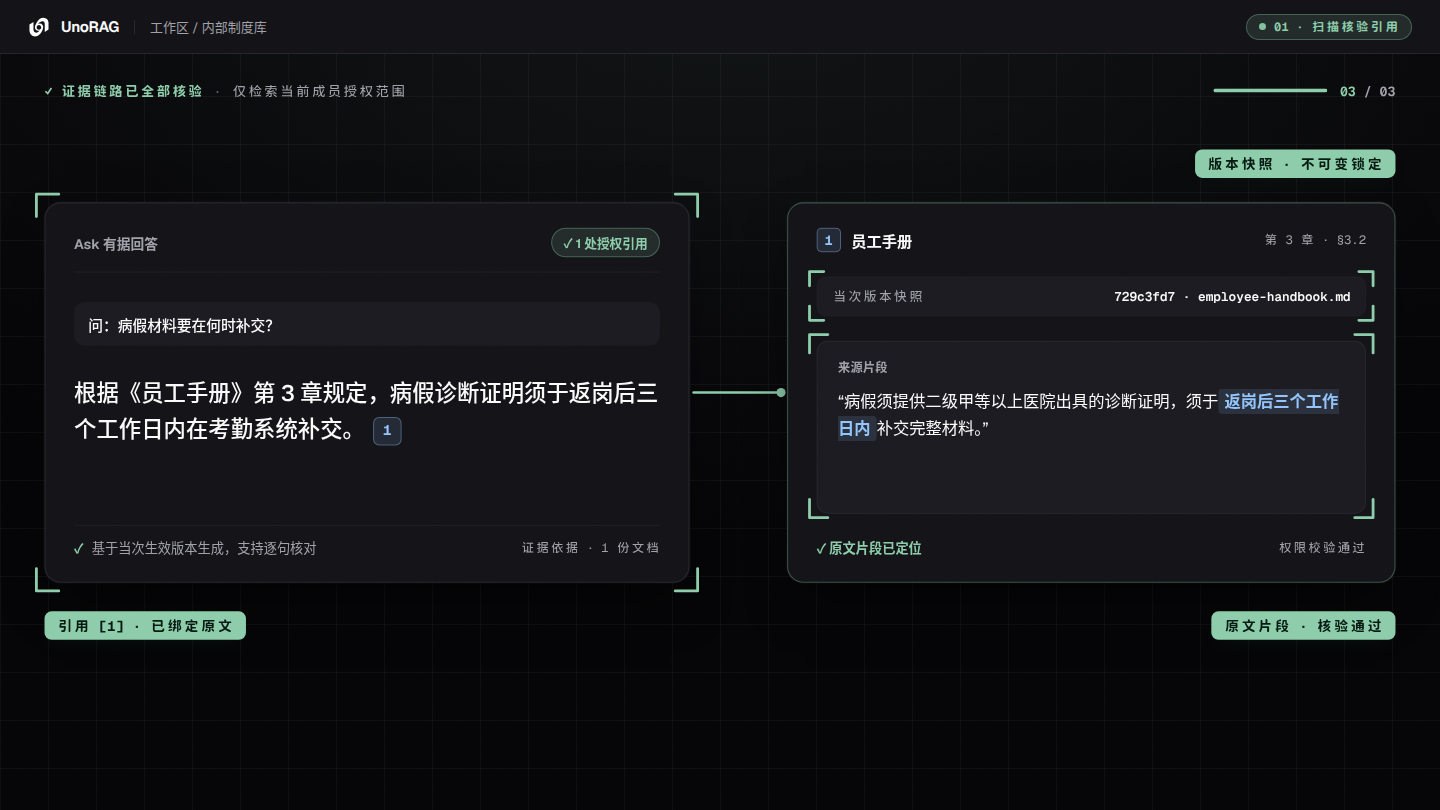 UnoRAG
工作区 / 内部制度库
01 · 扫描核验引用
✓ 证据链路已全部核验 · 仅检索当前成员授权范围
03 / 03
版本快照 · 不可变锁定
Ask 有据回答
✓ 1 处授权引用
问：病假材料要在何时补交？
根据《员工手册》第 3 章规定，病假诊断证明须于返岗后三
个工作日内在考勤系统补交。 1
✓ 基于当次生效版本生成，支持逐句核对
证据依据 · 1 份文档
引用 [1] · 已绑定原文
1 员工手册
第 3 章 · §3.2
当次版本快照
729c3fd7 · employee-handbook.md
来源片段
“病假须提供二级甲等以上医院出具的诊断证明，须于 返岗后三个工作
日内 补交完整材料。”
✓ 原文片段已定位
权限校验通过
原文片段 · 核验通过